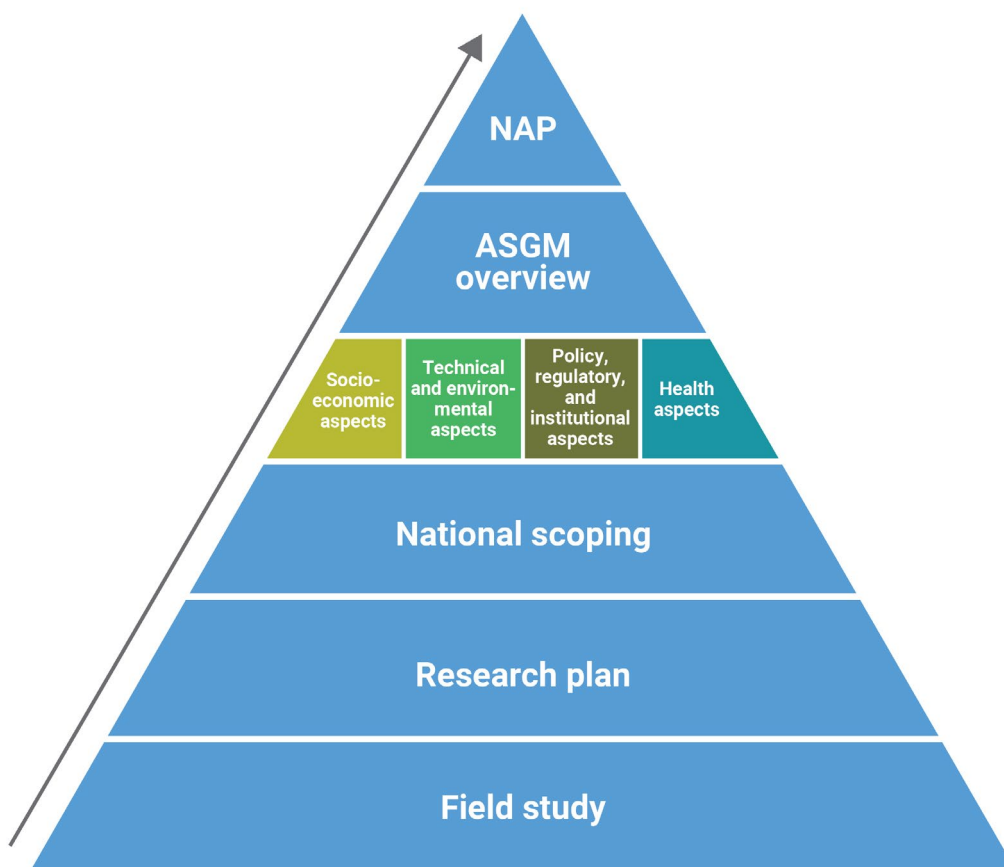 NAP
ASGM
overview
Socio-
economic
aspects
Technical
and environ-
mental
aspects
Policy,
regulatory,
and
institutional
aspects
Health
aspects
National scoping
Research plan
Field study